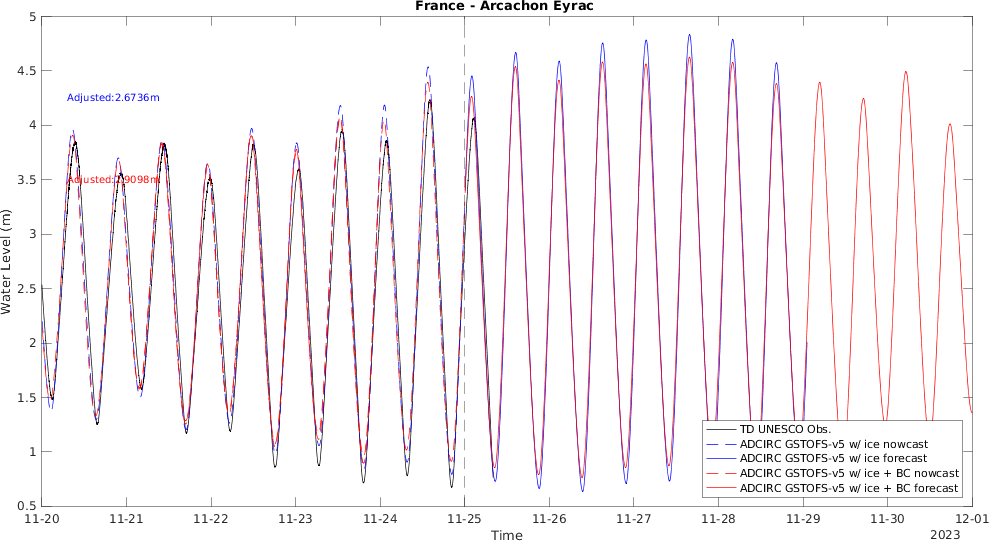 France - Arcachon Eyrac
Water Level (m)
5
4.5
4
3.5
3
2.5
2
1.5
1
0.5
Adjusted:2.6736m
11-20
11-21
11-22
11-23
11-24
11-25
11-26
11-27
11-28
11-29
11-30
12-01
Time
2023
TD UNESCO Obs.
ADCIRC GSTOFS-v5 w/ ice nowcast
ADCIRC GSTOFS-v5 w/ ice forecast
ADCIRC GSTOFS-v5 w/ ice + BC nowcast
ADCIRC GSTOFS-v5 w/ ice + BC forecast